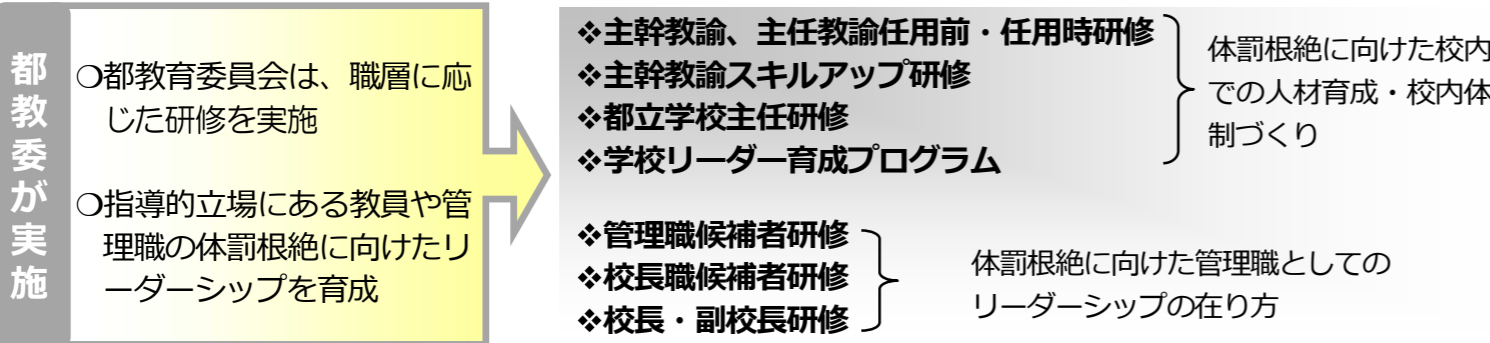 都教委が実施
❍都教育委員会は、職層に応
じた研修を実施
❍指導的立場にある教員や管
理職の体罰根絶に向けたリ
ーダーシップを育成
❖主幹教諭、主任教諭任用前・任用時研修
❖主幹教諭スキルアップ研修
❖都立学校主任研修
❖学校リーダー育成プログラム
体罰根絶に向けた校内
での人材育成・校内体
制づくり
❖管理職候補者研修
❖校長職候補者研修
❖校長・副校長研修
体罰根絶に向けた管理職としての
リーダーシップの在り方